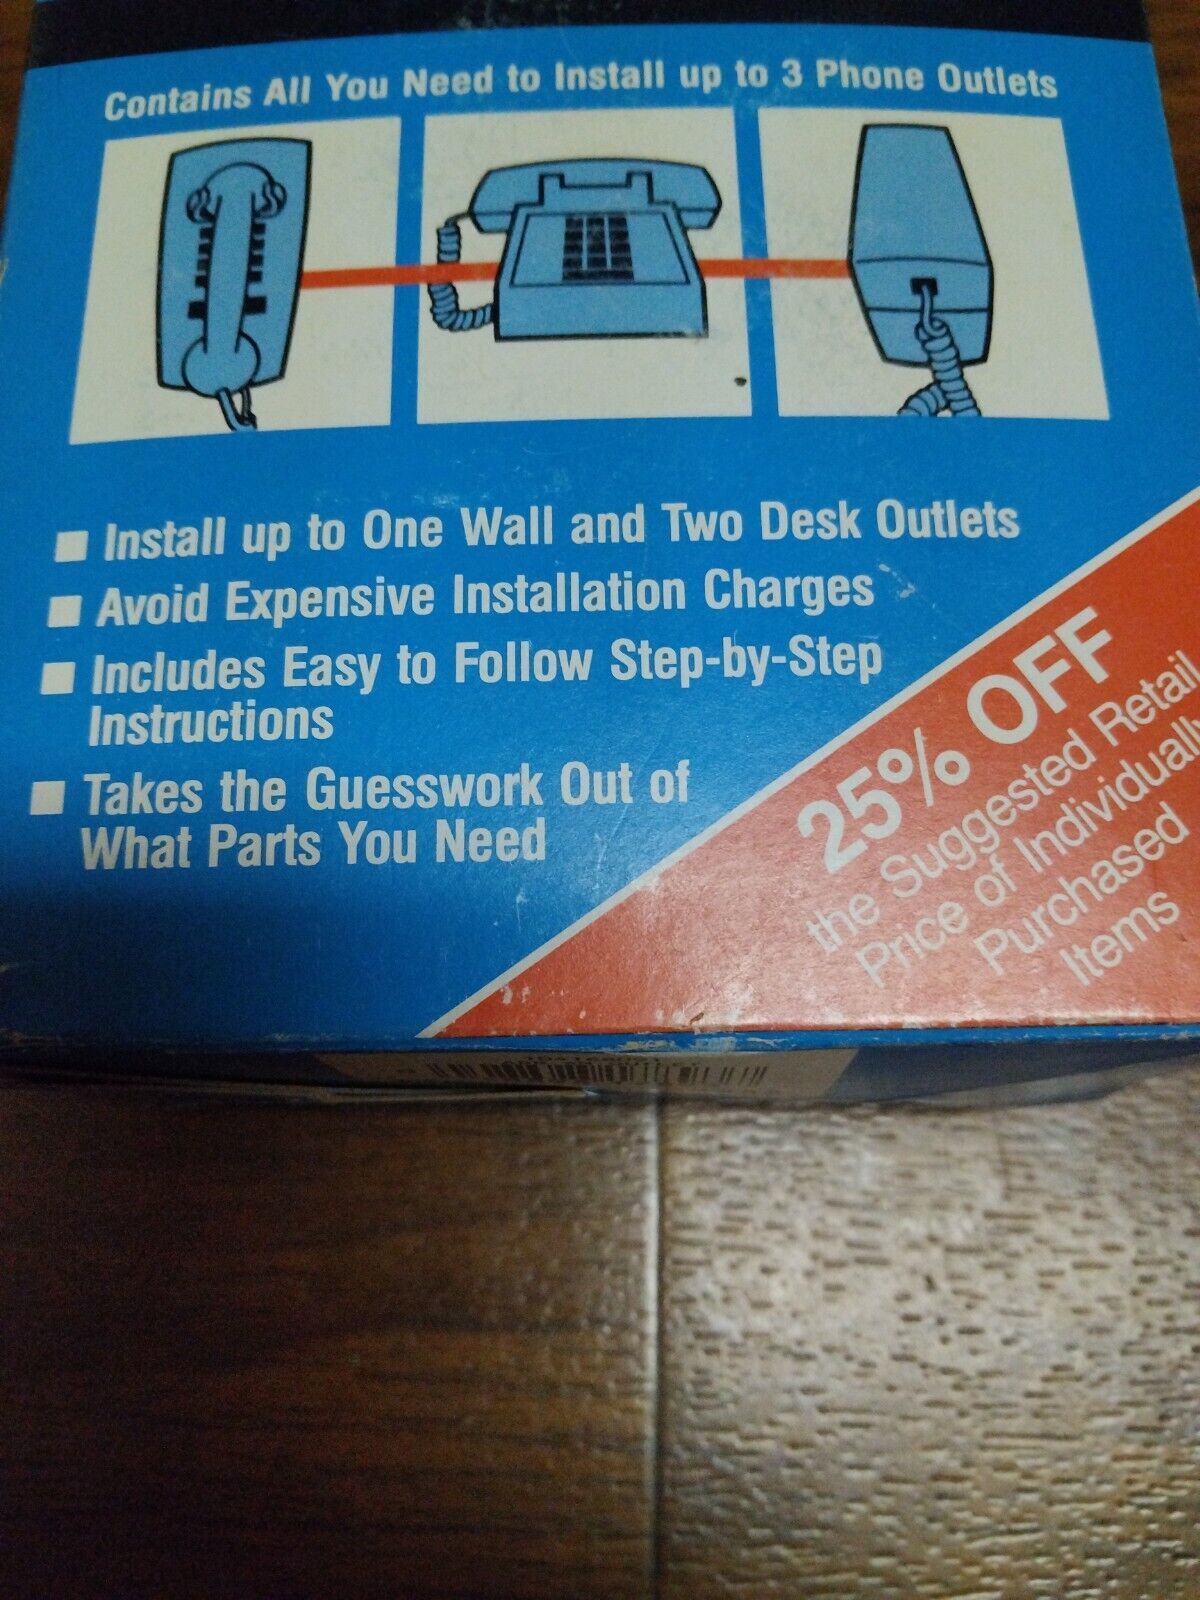 Contains All You Need to Install up to 3 Phone Outlets
■ Install up to One Wall and Two Desk Outlets
■ Avoid Expensive Installation Charges
■ Includes Easy to Follow Step-by-Step
Instructions
■ Takes the Guesswork Out of
What Parts You Need
25% OFF
the Suggested Retail
Price of Individually
Purchased
Items